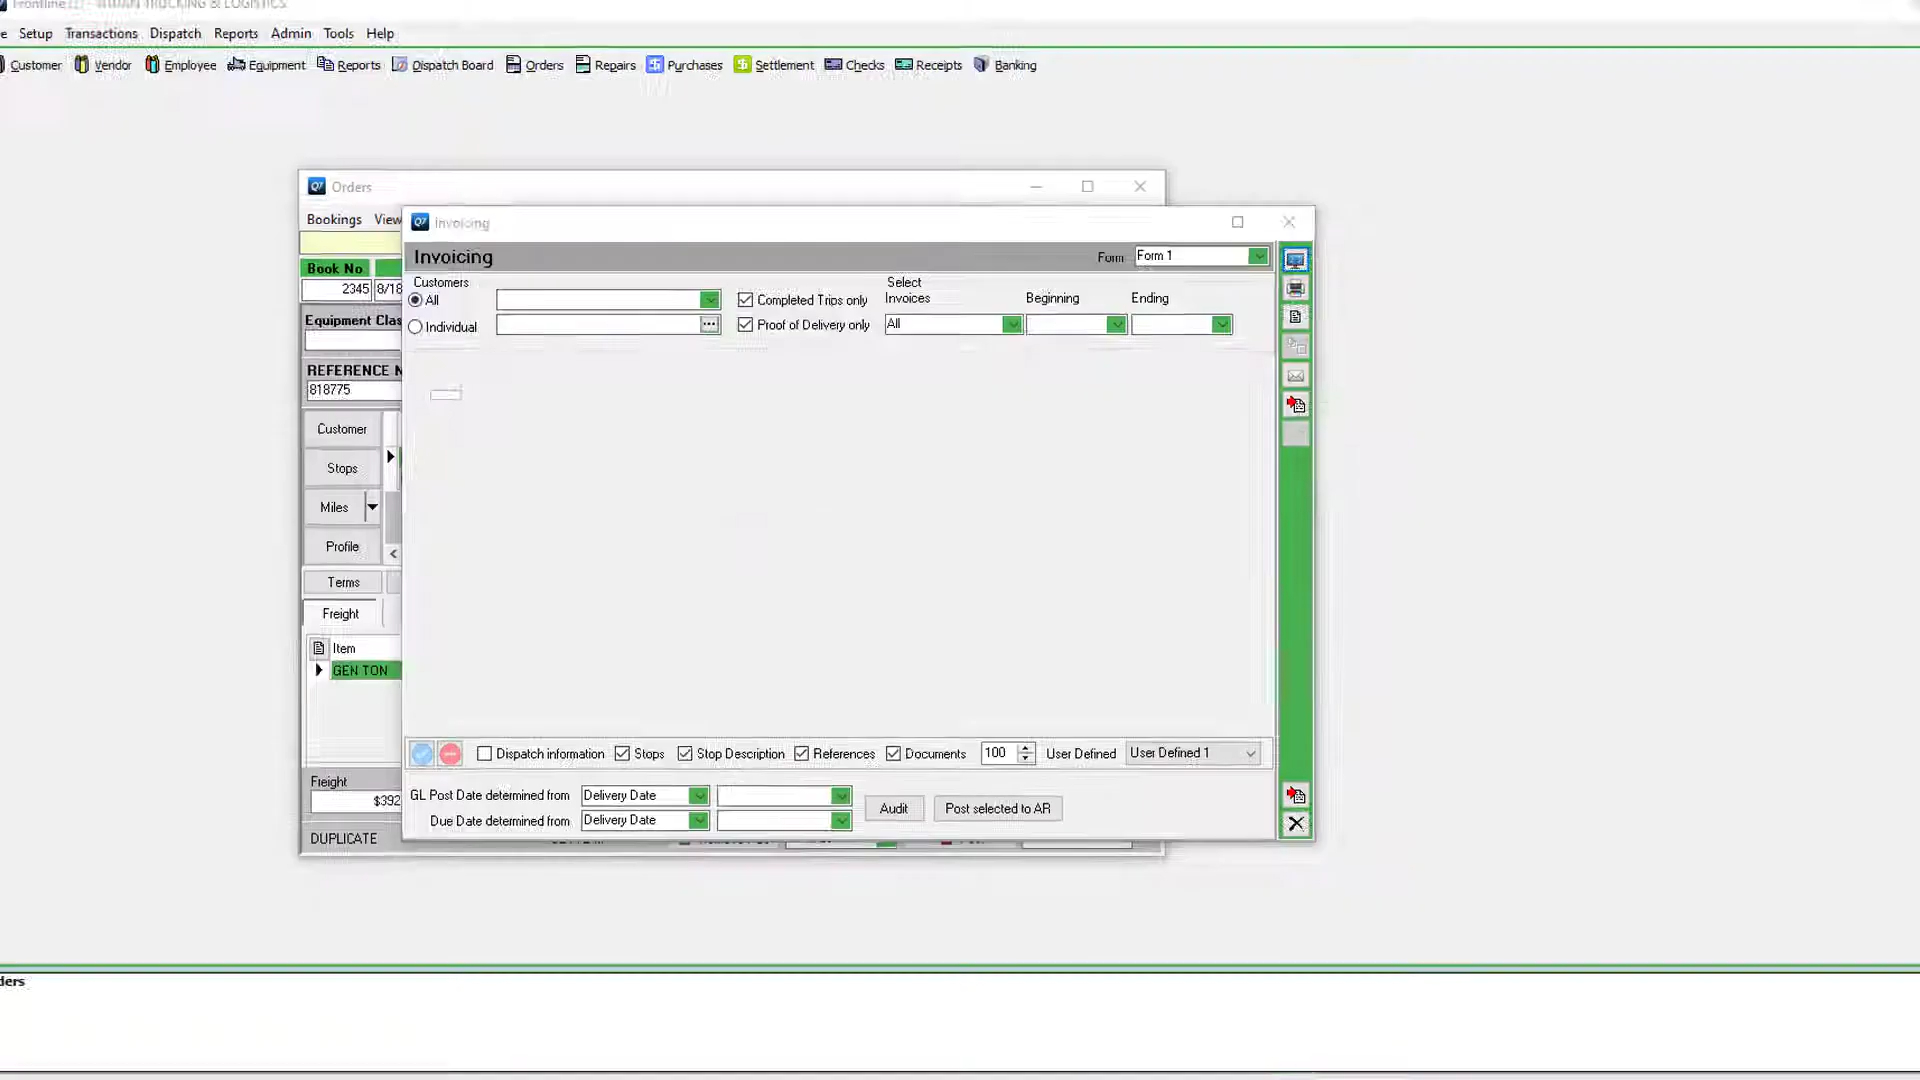 TRUCKING & LOGISTICS
Setup Transactions Dispatch Reports Admin Tools Help
Customer Vendor Employee Equipment Reports Dispatch Board Orders Repairs Purchases Settlement Checks Receipts Banking
Orders
Bookings View
Invoicing
Invoicing
Form Form 1
Book No
2345 8/18
Customers
All
Individual
Completed Trips only
Proof of Delivery only
Select
Invoices Beginning Ending
All
Equipment Clas
REFERENCE N
818775
Customer
Stops
Miles
Profile
Terms
Freight
Item
GEN TON
Dispatch information Stops Stop Description References Documents 100 User Defined User Defined 1
Freight
$392
GL Post Date determined from Delivery Date
Due Date determined from Delivery Date
Audit Post selected to AR
DUPLICATE
ders